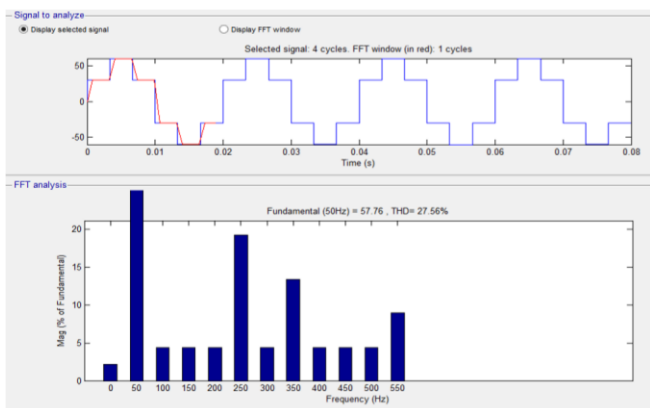 Signal to analyze
Display selected signal Display FFT window
Selected signal: 4 cycles. FFT window (in red): 1 cycles
50
0
-50
0 0.01 0.02 0.03 0.04 0.05 0.06 0.07 0.08
Time (s)
FFT analysis
Fundamental (50Hz) = 57.76 , THD= 27.56%
20
15
10
5
0
Mag (% of Fundamental)
0 50 100 150 200 250 300 350 400 450 500 550
Frequency (Hz)